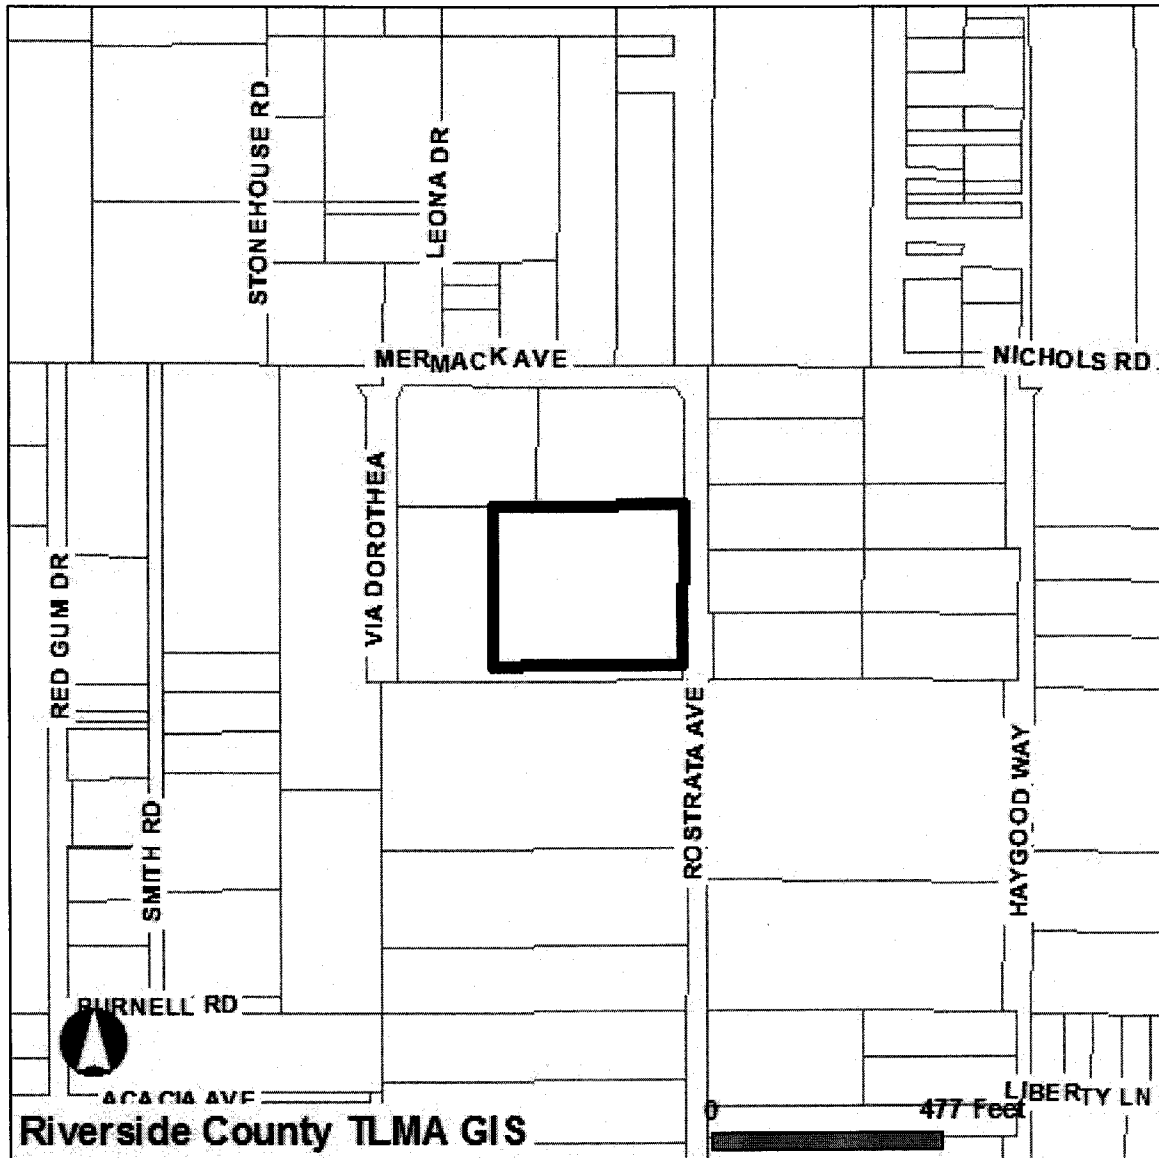 STONEHOUSE RD
LEONA DR
MERMACK AVE
NICHOLS RD
VIA DOROTHEA
RED GUM DR
ROSTRATA AVE
HAYGOOD WAY
SMITH RD
BURNELL RD
ACACIA AVE
LIBERTY LN
0 477 Feet
Riverside County TLMA GIS